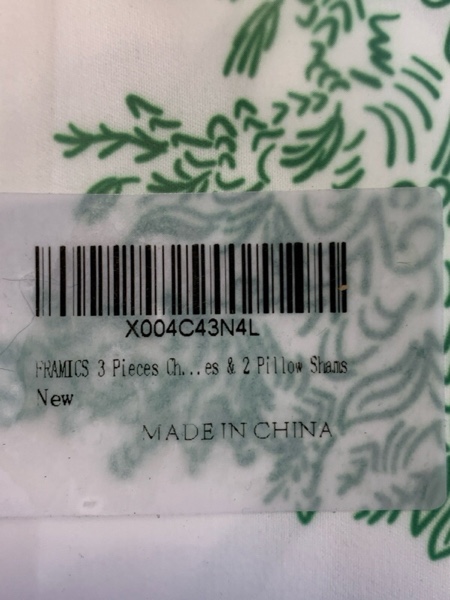 X004C43N4L
FRAMICS 3 Pieces Ch...es & 2 Pillow Shams
New
MADE IN CHINA